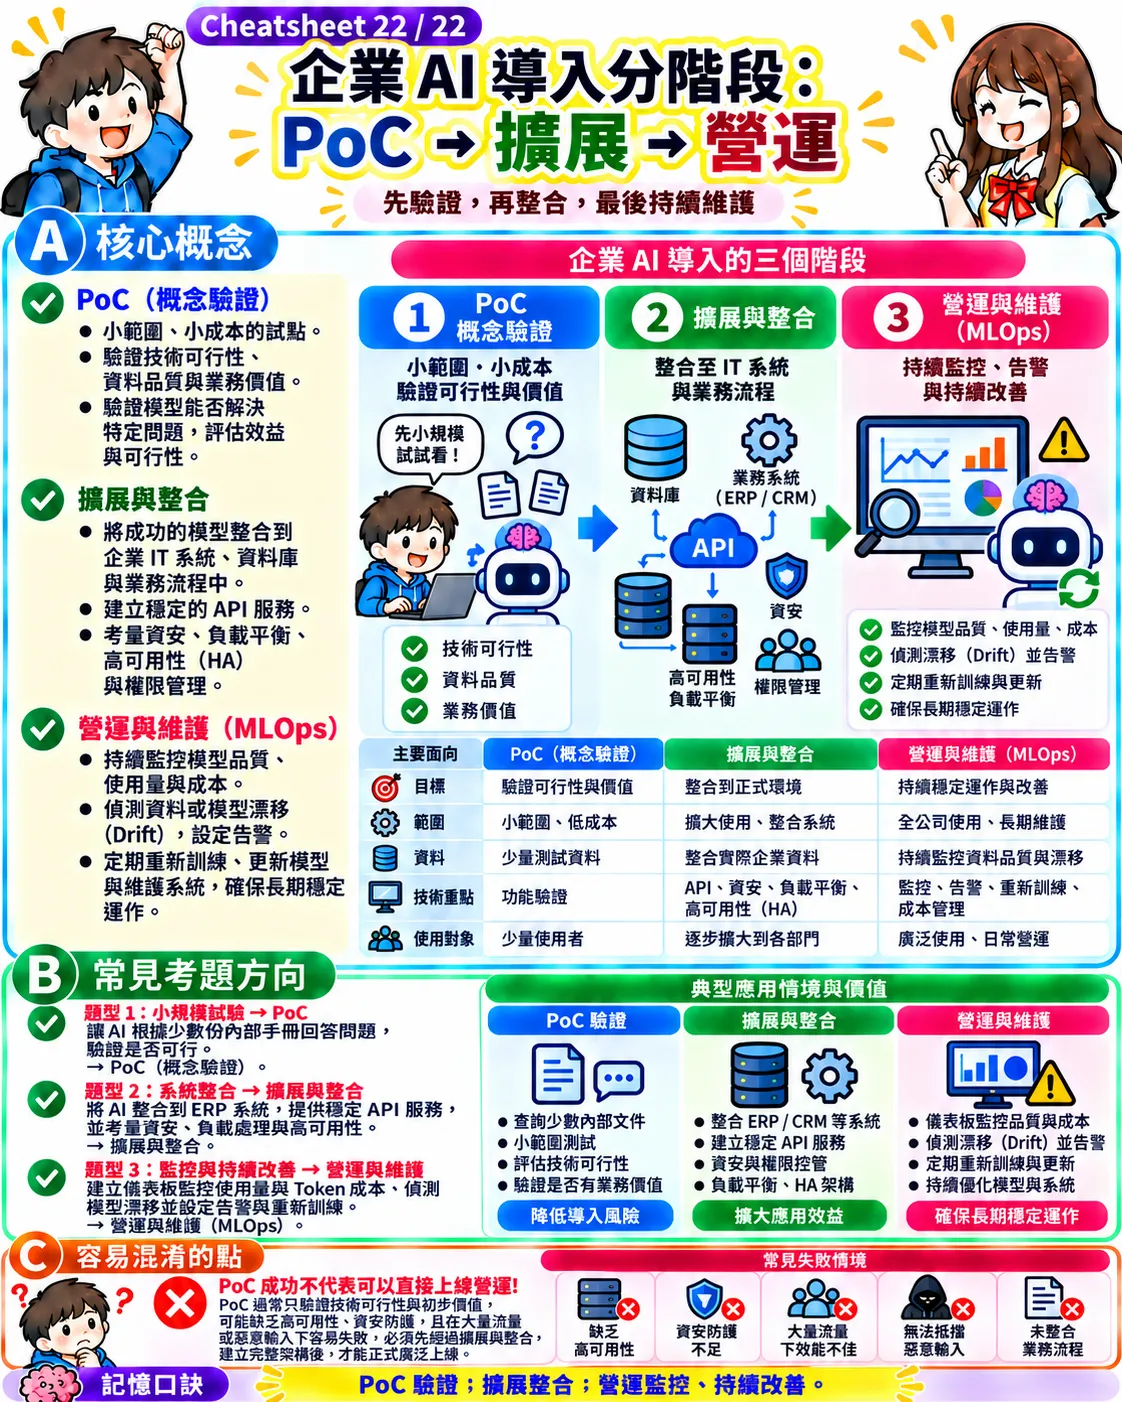 Cheatsheet 22 / 22
企業 AI 導入分階段：
PoC → 擴展 → 營運
先驗證，再整合，最後持續維護
A 核心概念
PoC（概念驗證）
● 小範圍、小成本的試點。
● 驗證技術可行性、
資料品質與業務價值。
● 驗證模型能否解決
特定問題，評估效益
與可行性。
擴展與整合
● 將成功的模型整合到
企業 IT 系統、資料庫
與業務流程中。
● 建立穩定的 API 服務。
● 考量資安、負載平衡、
高可用性（HA）
與權限管理。
營運與維護（MLOps）
● 持續監控模型品質、
使用量與成本。
● 偵測資料或模型漂移
（Drift），設定告警。
● 定期重新訓練、更新模型
與維護系統，確保長期穩定
運作。
企業 AI 導入的三個階段
1 PoC
概念驗證
小範圍・小成本
驗證可行性與價值
先小規模
試試看！
?
技術可行性
資料品質
業務價值
2 擴展與整合
整合至 IT 系統
與業務流程
資料庫
業務系統
（ERP / CRM）
API
資安
高可用性
負載平衡
權限管理
3 營運與維護
（MLOps）
持續監控、告警
與持續改善
監控模型品質、使用量、成本
偵測漂移（Drift）並告警
定期重新訓練與更新
確保長期穩定運作
主要面向 PoC（概念驗證） 擴展與整合 營運與維護（MLOps）
目標 驗證可行性與價值 整合到正式環境 持續穩定運作與改善
範圍 小範圍、低成本 擴大使用、整合系統 全公司使用、長期維護
資料 少量測試資料 整合實際企業資料 持續監控資料品質與漂移
技術重點 功能驗證 API、資安、負載平衡、 監控、告警、重新訓練、
高可用性（HA） 成本管理
使用對象 少量使用者 逐步擴大到各部門 廣泛使用、日常營運
B 常見考題方向
題型 1：小規模試驗 → PoC
讓 AI 根據少數份內部手冊回答問題，
驗證是否可行。
→ PoC（概念驗證）。
題型 2：系統整合 → 擴展與整合
將 AI 整合到 ERP 系統，提供穩定 API 服務，
並考量資安、負載處理與高可用性。
→ 擴展與整合。
題型 3：監控與持續改善 → 營運與維護
建立儀表板監控使用量與 Token 成本、偵測
模型漂移並設定告警與重新訓練。
→ 營運與維護（MLOps）。
典型應用情境與價值
PoC 驗證
● 查詢少數內部文件
● 小範圍測試
● 評估技術可行性
● 驗證是否有業務價值
降低導入風險
擴展與整合
● 整合 ERP / CRM 等系統
● 建立穩定 API 服務
● 資安與權限控管
● 負載平衡、HA 架構
擴大應用效益
營運與維護
● 儀表板監控品質與成本
● 偵測漂移（Drift）並告警
● 定期重新訓練與更新
● 持續優化模型與系統
確保長期穩定運作
C 容易混淆的點
? ?
PoC 成功不代表可以直接上線營運！
PoC 通常只驗證技術可行性與初步價值，
可能缺乏高可用性、資安防護，且在大量流量
或惡意輸入下容易失敗，必須先經過擴展與整合，
建立完整架構後，才能正式廣泛上線。
常見失敗情境
缺乏
高可用性
資安防護
不足
大量流量
下效能不佳
無法抵擋
惡意輸入
未整合
業務流程
記憶口訣
PoC 驗證；擴展整合；營運監控、持續改善。